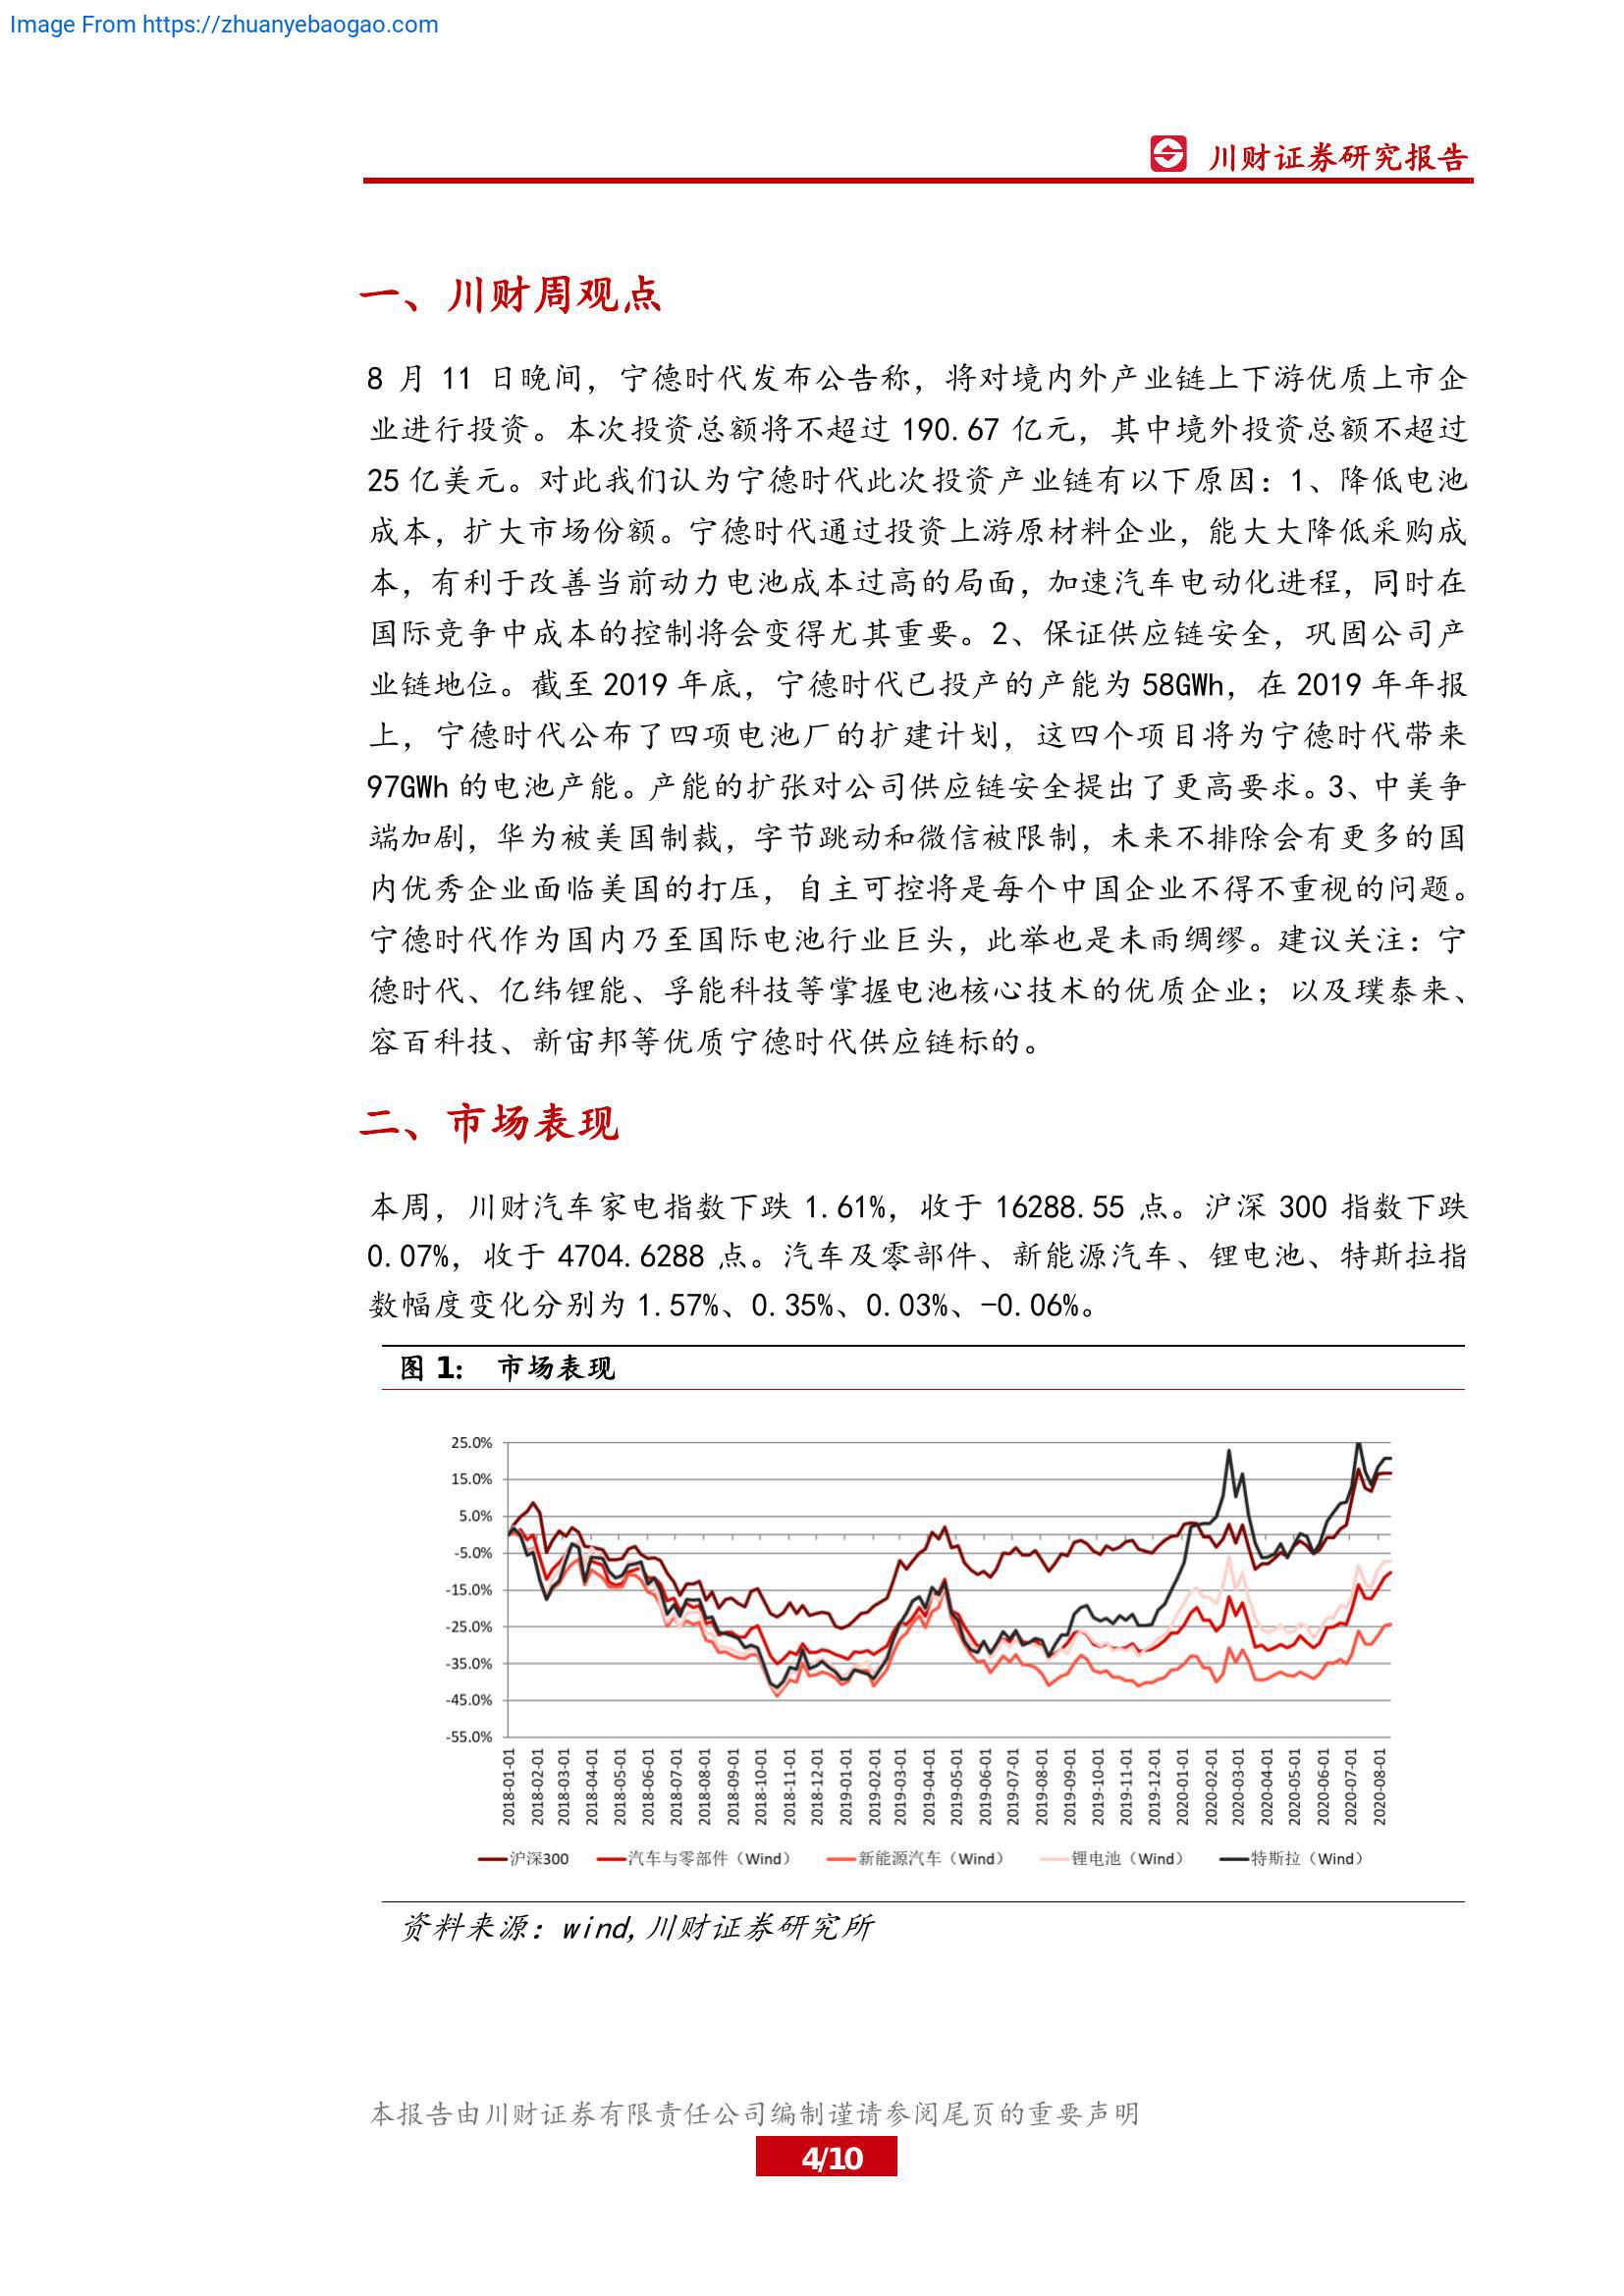 Image From https://zhuanyebaogao.com
川财证券研究报告
一、川财周观点
8 月 11 日晚间，宁德时代发布公告称，将对境内外产业链上下游优质上市企
业进行投资。本次投资总额将不超过 190.67 亿元，其中境外投资总额不超过
25 亿美元。对此我们认为宁德时代此次投资产业链有以下原因：1、降低电池
成本，扩大市场份额。宁德时代通过投资上游原材料企业，能大大降低采购成
本，有利于改善当前动力电池成本过高的局面，加速汽车电动化进程，同时在
国际竞争中成本的控制将会变得尤其重要。2、保证供应链安全，巩固公司产
业链地位。截至 2019 年底，宁德时代已投产的产能为 58GWh，在 2019 年年报
上，宁德时代公布了四项电池厂的扩建计划，这四个项目将为宁德时代带来
97GWh 的电池产能。产能的扩张对公司供应链安全提出了更高要求。3、中美争
端加剧，华为被美国制裁，字节跳动和微信被限制，未来不排除会有更多的国
内优秀企业面临美国的打压，自主可控将是每个中国企业不得不重视的问题。
宁德时代作为国内乃至国际电池行业巨头，此举也是未雨绸缪。建议关注：宁
德时代、亿纬锂能、孚能科技等掌握电池核心技术的优质企业；以及璞泰来、
容百科技、新宙邦等优质宁德时代供应链标的。
二、市场表现
本周，川财汽车家电指数下跌 1.61%，收于 16288.55 点。沪深 300 指数下跌
0.07%，收于 4704.6288 点。汽车及零部件、新能源汽车、锂电池、特斯拉指
数幅度变化分别为 1.57%、0.35%、0.03%、-0.06%。
图 1： 市场表现
25.0%
15.0%
5.0%
-5.0%
-15.0%
-25.0%
-35.0%
-45.0%
-55.0%
2018-01-01
2018-02-01
2018-03-01
2018-04-01
2018-05-01
2018-06-01
2018-07-01
2018-08-01
2018-09-01
2018-10-01
2018-11-01
2018-12-01
2019-01-01
2019-02-01
2019-03-01
2019-04-01
2019-05-01
2019-06-01
2019-07-01
2019-08-01
2019-09-01
2019-10-01
2019-11-01
2019-12-01
2020-01-01
2020-02-01
2020-03-01
2020-04-01
2020-05-01
2020-06-01
2020-07-01
2020-08-01
沪深300 汽车与零部件（Wind） 新能源汽车（Wind） 锂电池（Wind） 特斯拉（Wind）
资料来源：wind,川财证券研究所
本报告由川财证券有限责任公司编制谨请参阅尾页的重要声明
4/10